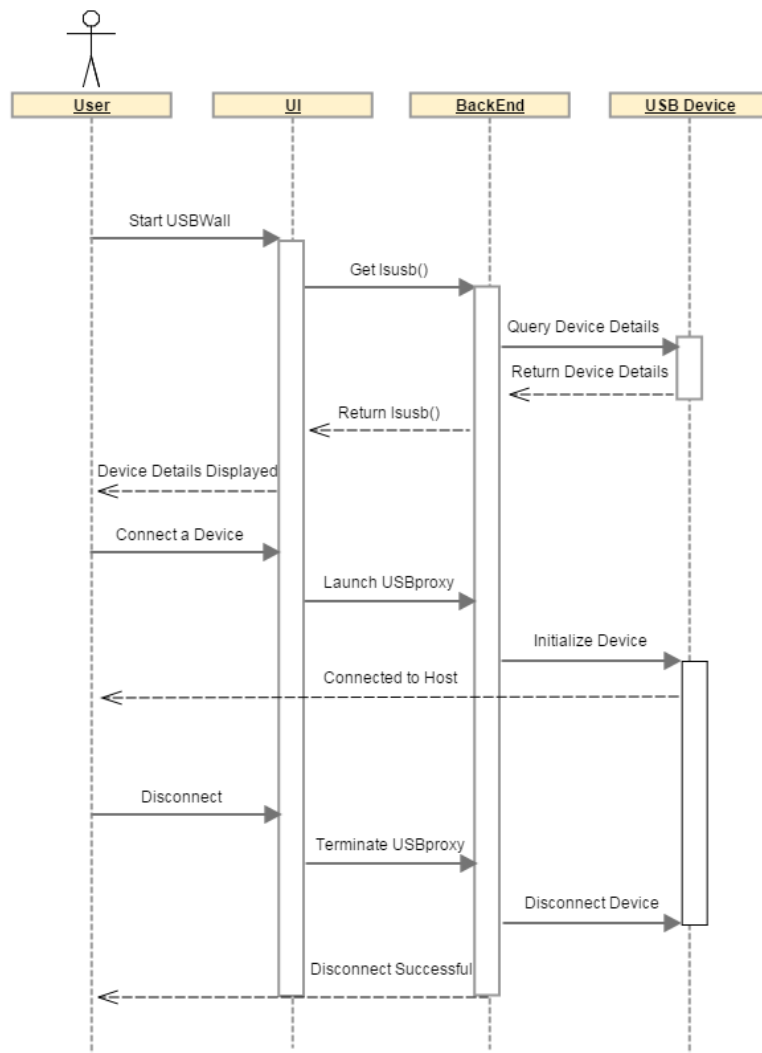 User
UI
BackEnd
USB Device
Start USBWall
Get lsusb()
Query Device Details
Return Device Details
Return lsusb()
Device Details Displayed
Connect a Device
Launch USBproxy
Initialize Device
Connected to Host
Disconnect
Terminate USBproxy
Disconnect Device
Disconnect Successful